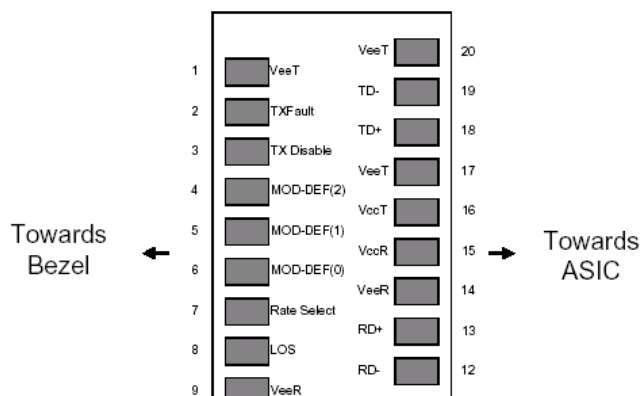 VeeT 20
1 VeeT
TD- 19
2 TXFault
TD+ 18
3 TX Disable
VeeT 17
4 MOD-DEF(2)
VccT 16
5 MOD-DEF(1)
Towards Bezel
VccR 15
Towards ASIC
6 MOD-DEF(0)
VeeR 14
7 Rate Select
RD+ 13
8 LOS
RD- 12
9 VeeR